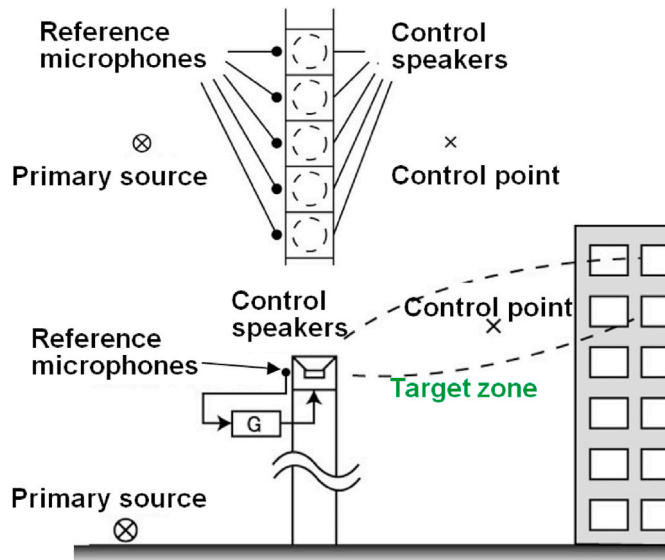 Reference
microphones
Control
speakers
Primary source
Control point
Control
speakers
Control point
Reference
microphones
Target zone
G
Primary source